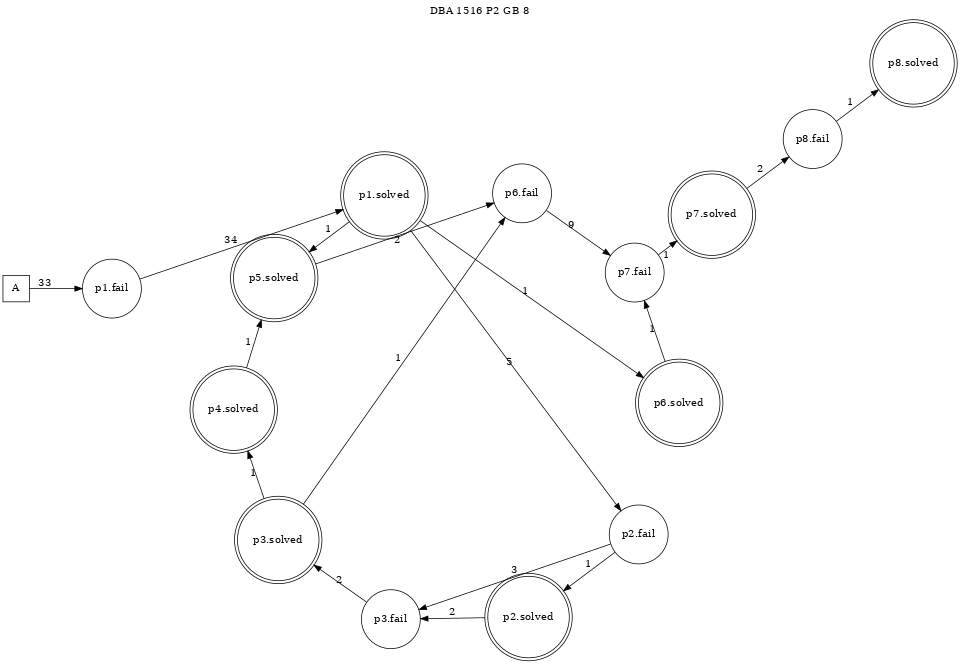 DBA 1516 P2 GB 8
p8.solved
1
p8.fail
2
p7.solved
p1.solved
p6.fail
34
1
2
9
1
p5.solved
p7.fail
A
33
p1.fail
1
1
1
1
5
p4.solved
p6.solved
1
p3.solved
p2.fail
2
3
1
p3.fail
2
p2.solved